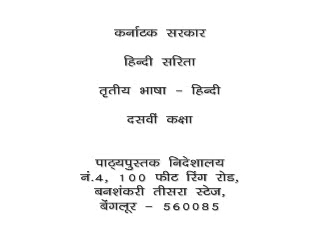 कर्नाटक सरकार
हिन्दी सरिता
तृतीय भाषा - हिन्दी
दसवीं कक्षा
पाठ्यपुस्तक निदेशालय
नं.4, 100 फीट रिंग रोड,
बनशंकरी तीसरा स्टेज,
बेंगलूर - 560085